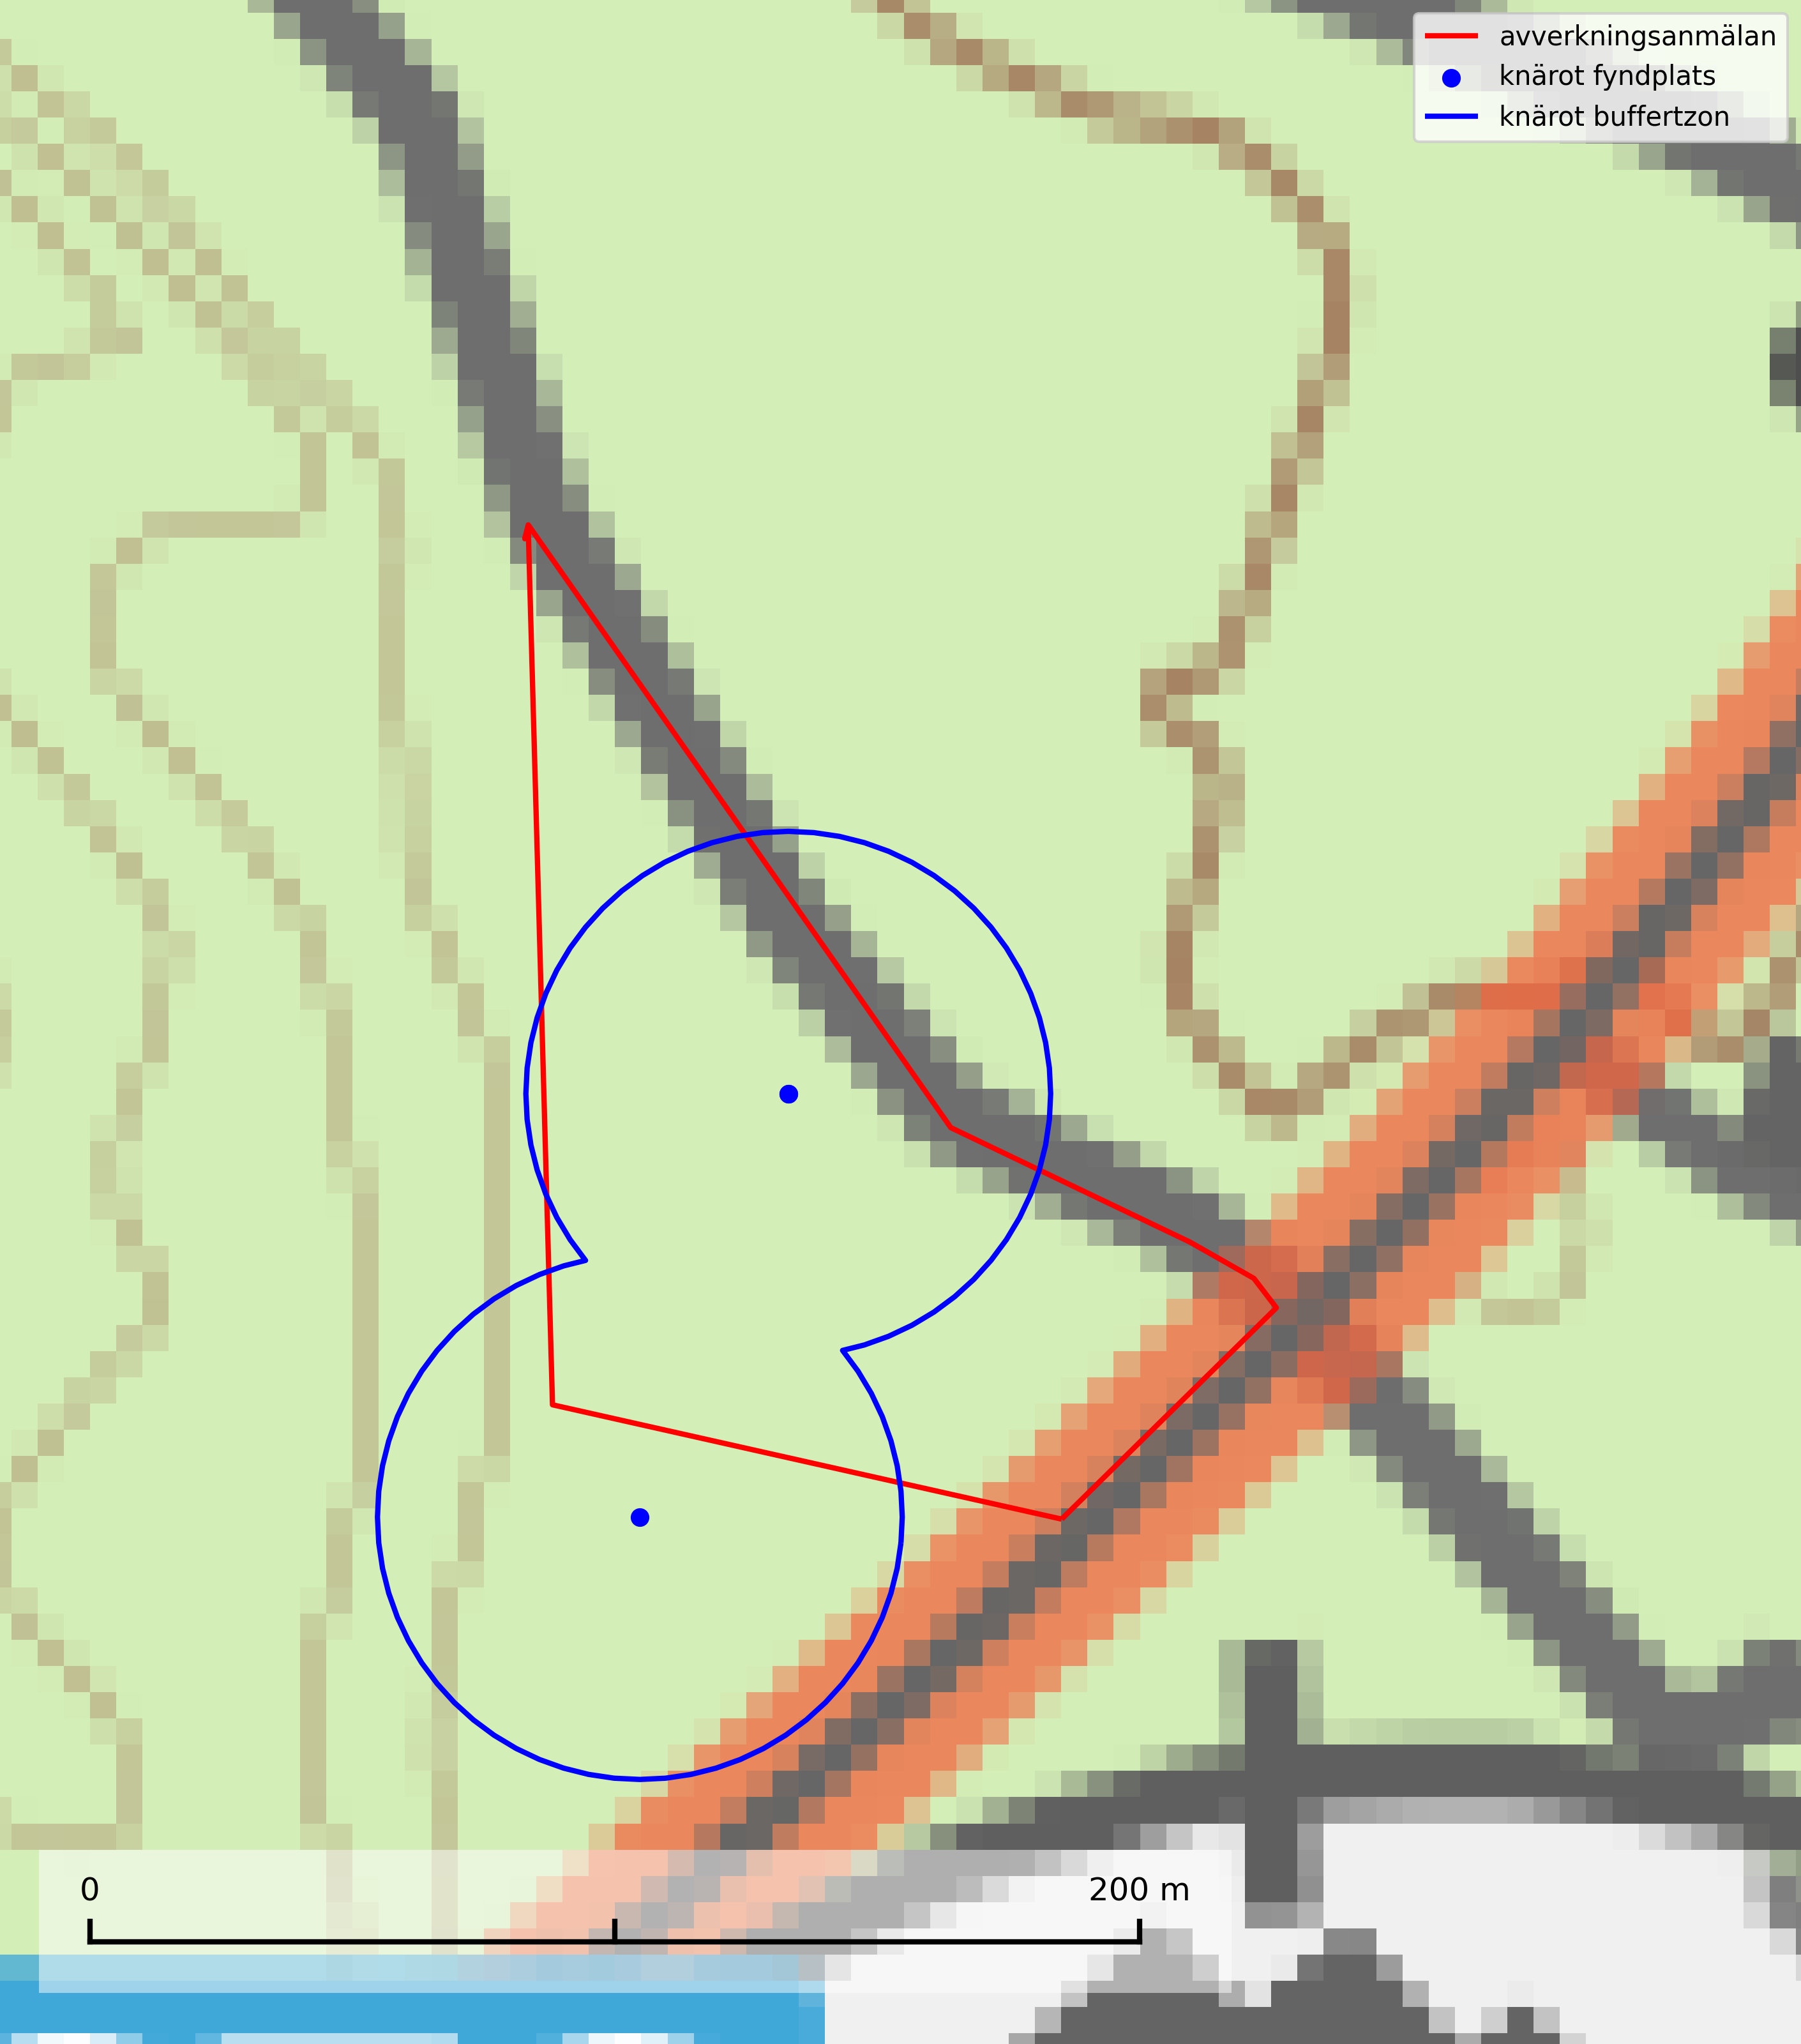 avverkningsanmälan
knärot fyndplats
knärot buffertzon
0 200 m